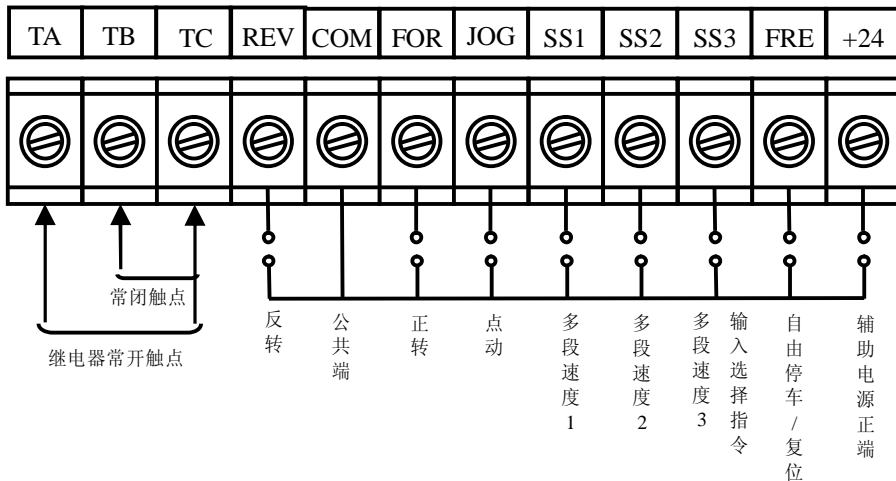 TA TB TC REV COM FOR JOG SS1 SS2 SS3 FRE +24
常闭触点
继电器常开触点
反转
公共端
正转
点动
多段速度1
多段速度2
多段速度3
输入选择指令
自由停车/复位
辅助电源正端